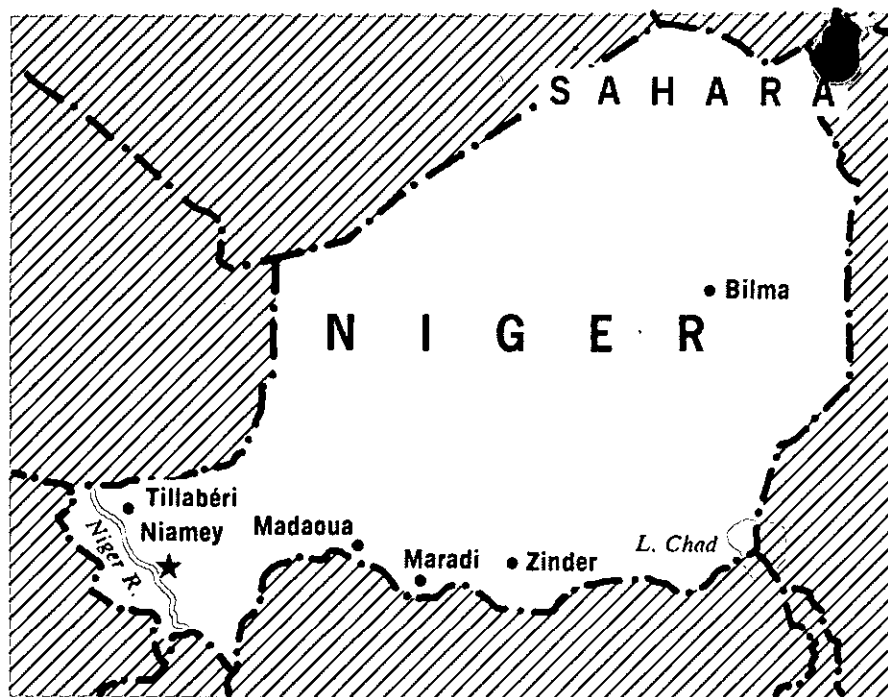 SAHARA
Bilma
NIGER
Tillabéri
Niamey
Niger R.
Madaoua
Maradi
Zinder
L. Chad